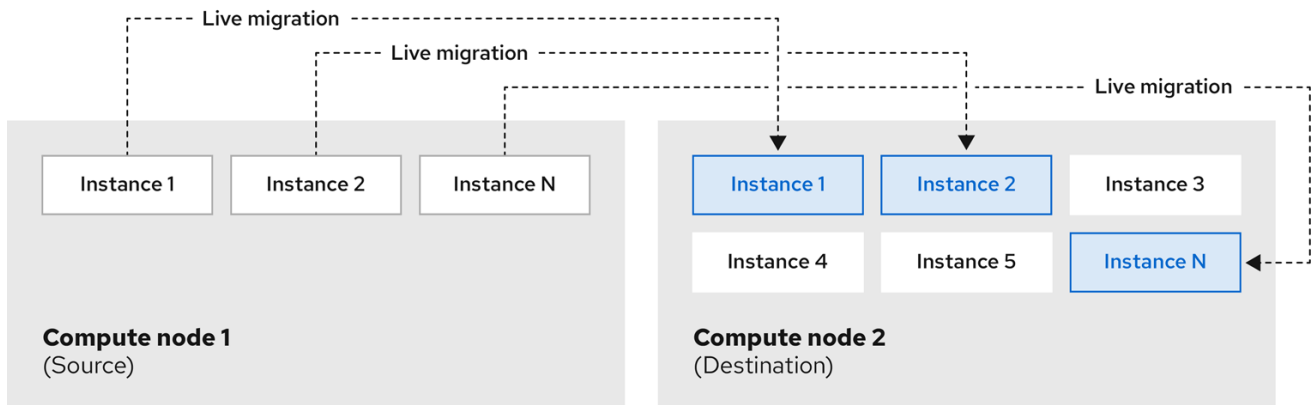 Live migration
Live migration
Live migration
Instance 1
Instance 2
Instance N
Compute node 1
(Source)
Instance 1
Instance 2
Instance 3
Instance 4
Instance 5
Instance N
Compute node 2
(Destination)